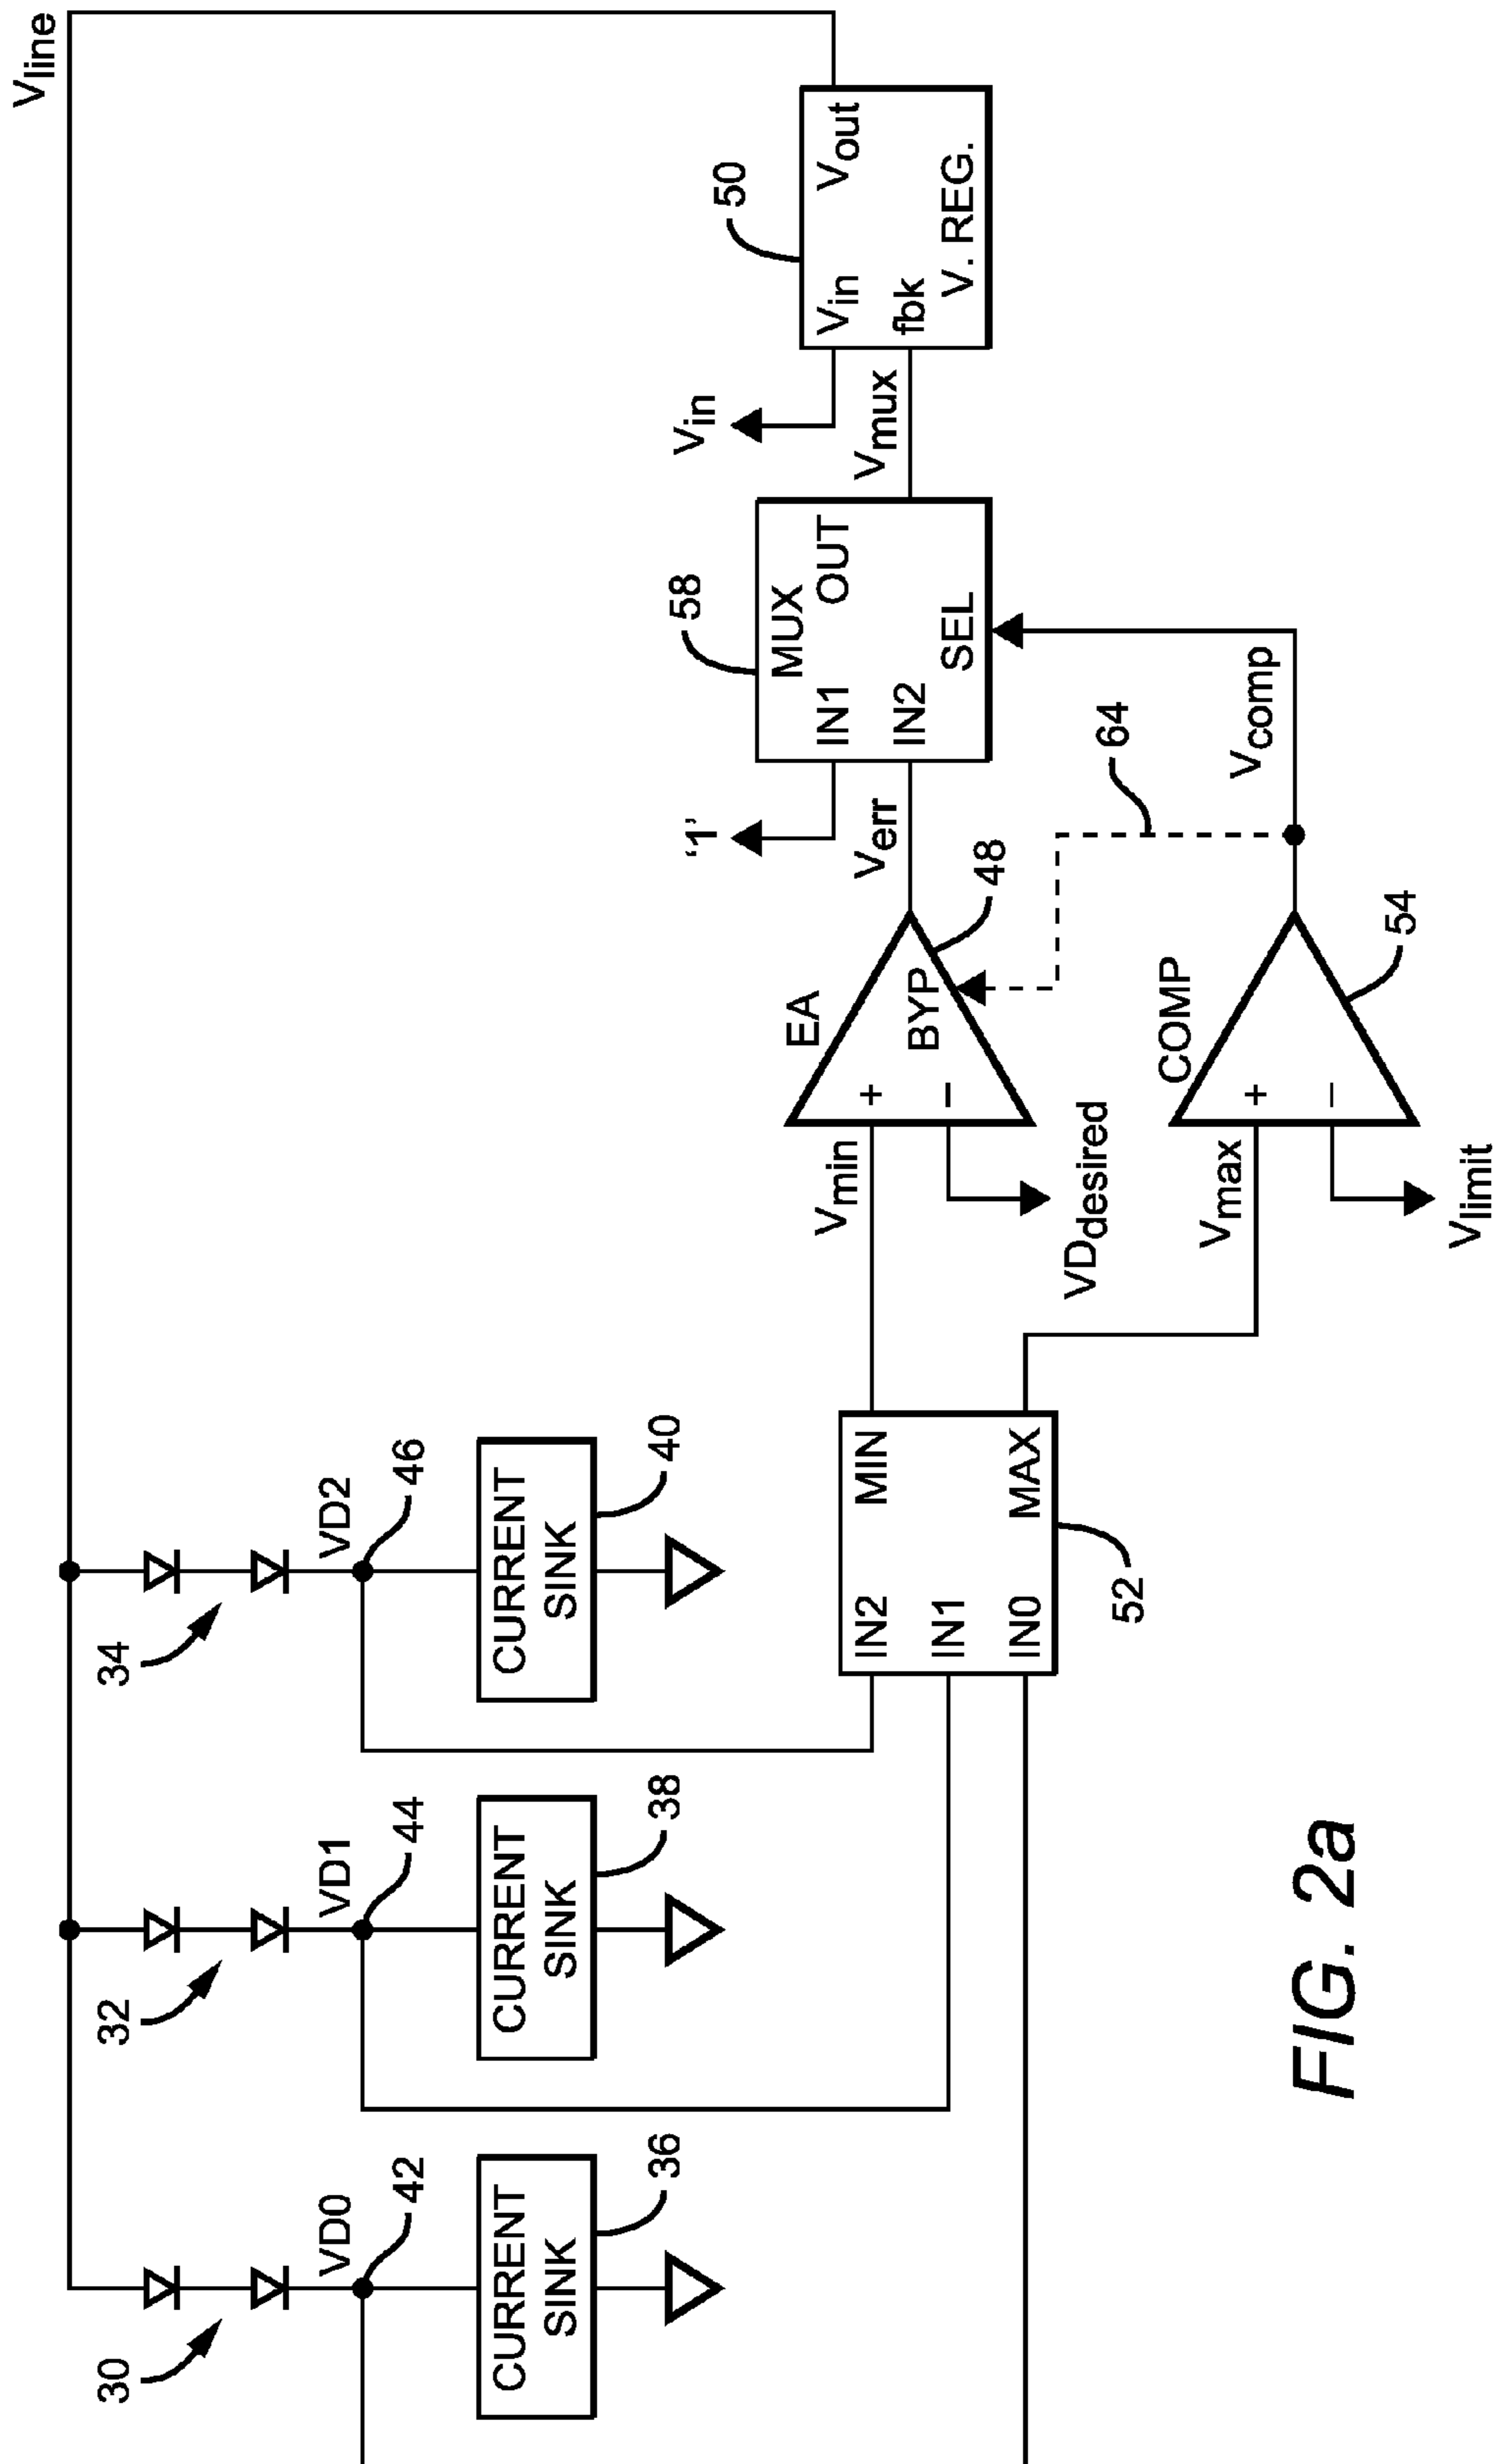 Vline
30
32
34
VD0
VD1
VD2
42
44
46
CURRENT
SINK
36
CURRENT
SINK
38
CURRENT
SINK
40
IN2
IN1
IN0
MIN
MAX
52
Vmin
VDdesired
Vmax
Vlimit
EA
+
−
BYP
48
COMP
+
−
54
Verr
'1'
64
Vcomp
58
MUX
IN1
OUT
IN2
SEL
Vin
Vmux
50
Vin
Vout
fbk
V. REG.
FIG. 2a